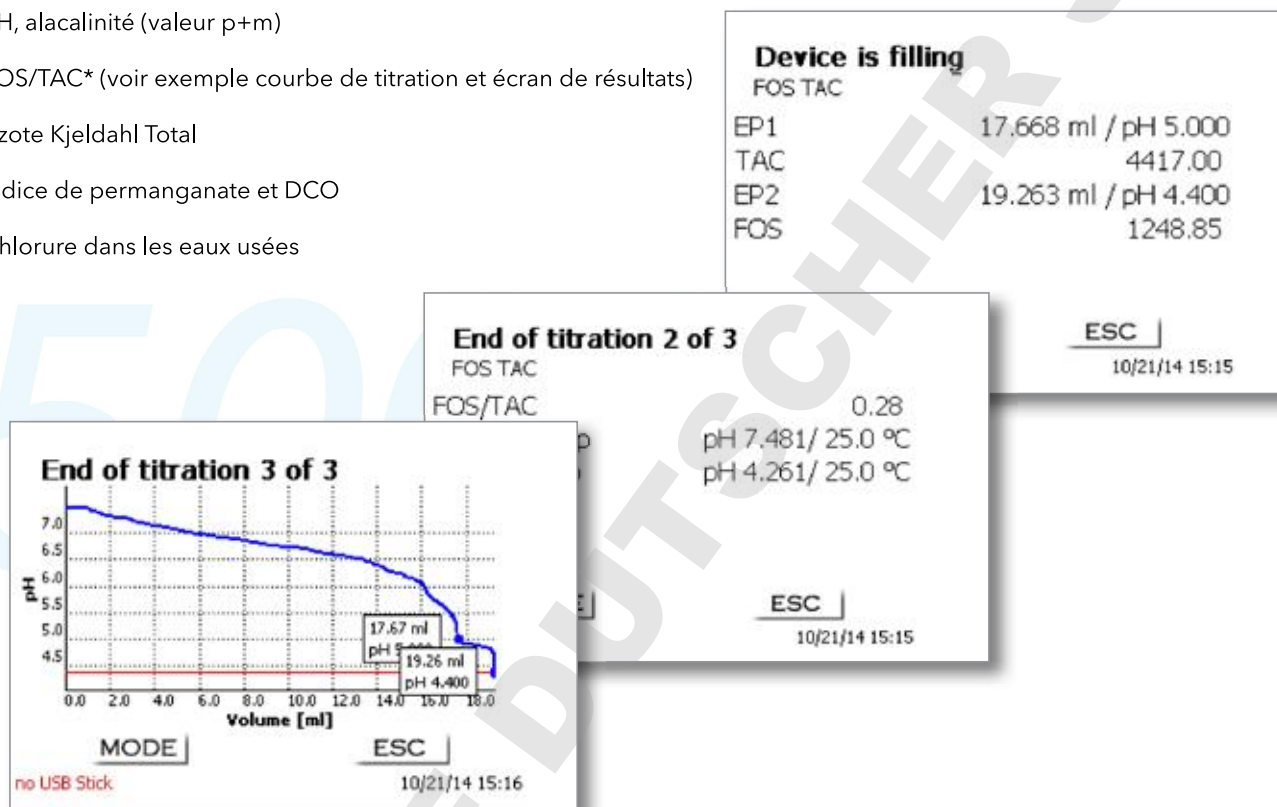 H, alacalinité (valeur p+m)
OS/TAC* (voir exemple courbe de titration et écran de résultats)
zote Kjeldahl Total
dice de permanganate et DCO
hlorure dans les eaux usées
Device is filling
FOS TAC
EP1 17.668 ml / pH 5.000
TAC 4417.00
EP2 19.263 ml / pH 4.400
FOS 1248.85
ESC
10/21/14 15:15
End of titration 2 of 3
FOS TAC
FOS/TAC 0.28
p pH 7.481/ 25.0 °C
pH 4.261/ 25.0 °C
ESC
10/21/14 15:15
End of titration 3 of 3
pH
7.0
6.5
6.0
5.5
5.0
4.5
17.67 ml
pH
19.26 ml
pH 4.400
0.0 2.0 4.0 6.0 8.0 10.0 12.0 14.0 16.0 18.0
Volume [ml]
MODE ESC
no USB Stick 10/21/14 15:16
DUTSCHER